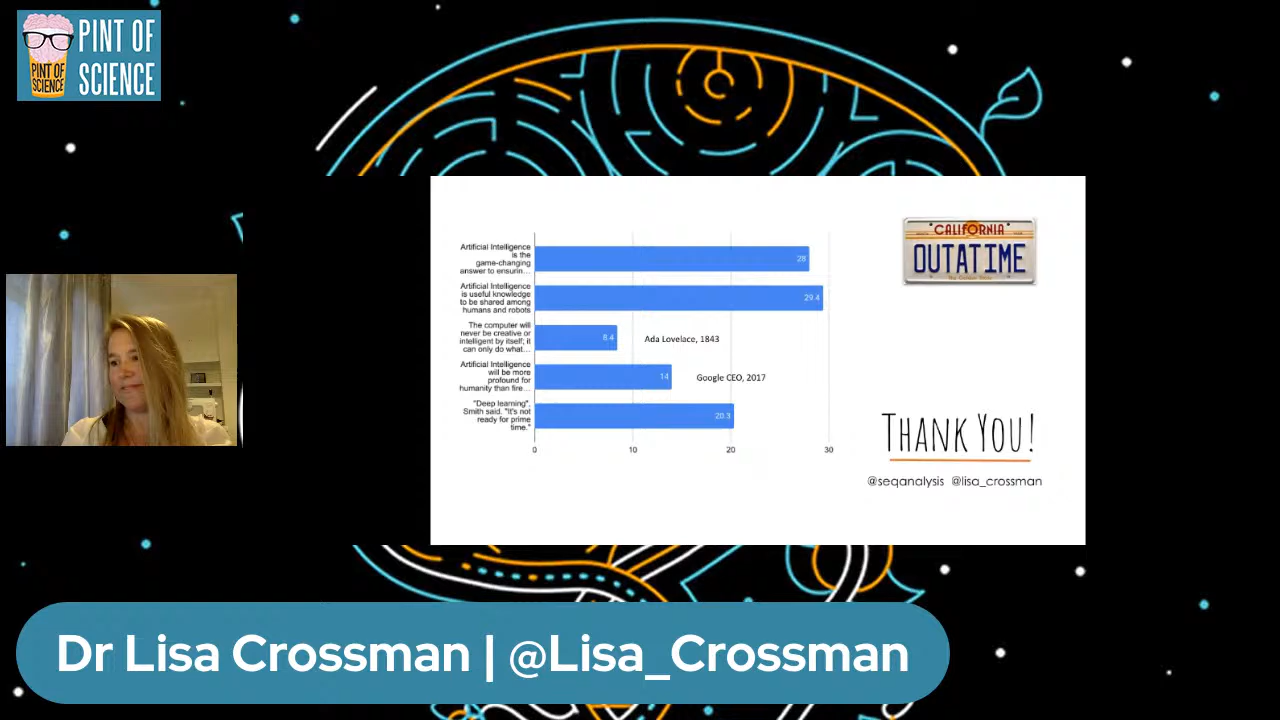 PINT OF
SCIENCE
PINT OF
SCIENCE
Artificial Intelligence
is the
game-changing
answer to ensurin...
28
Artificial Intelligence
is useful knowledge
to be shared among
humans and robots
29.4
The computer will
never be creative or
intelligent by itself; it
can only do what...
8.4
Ada Lovelace, 1843
Artificial Intelligence
will be more
profound for
humanity than fire...
14
Google CEO, 2017
"Deep learning",
Smith said. "It's not
ready for prime
time."
20.3
0 10 20 30
CALIFORNIA
OUTATIME
THANK YOU!
@seqanalysis @lisa_crossman
Dr Lisa Crossman | @Lisa_Crossman